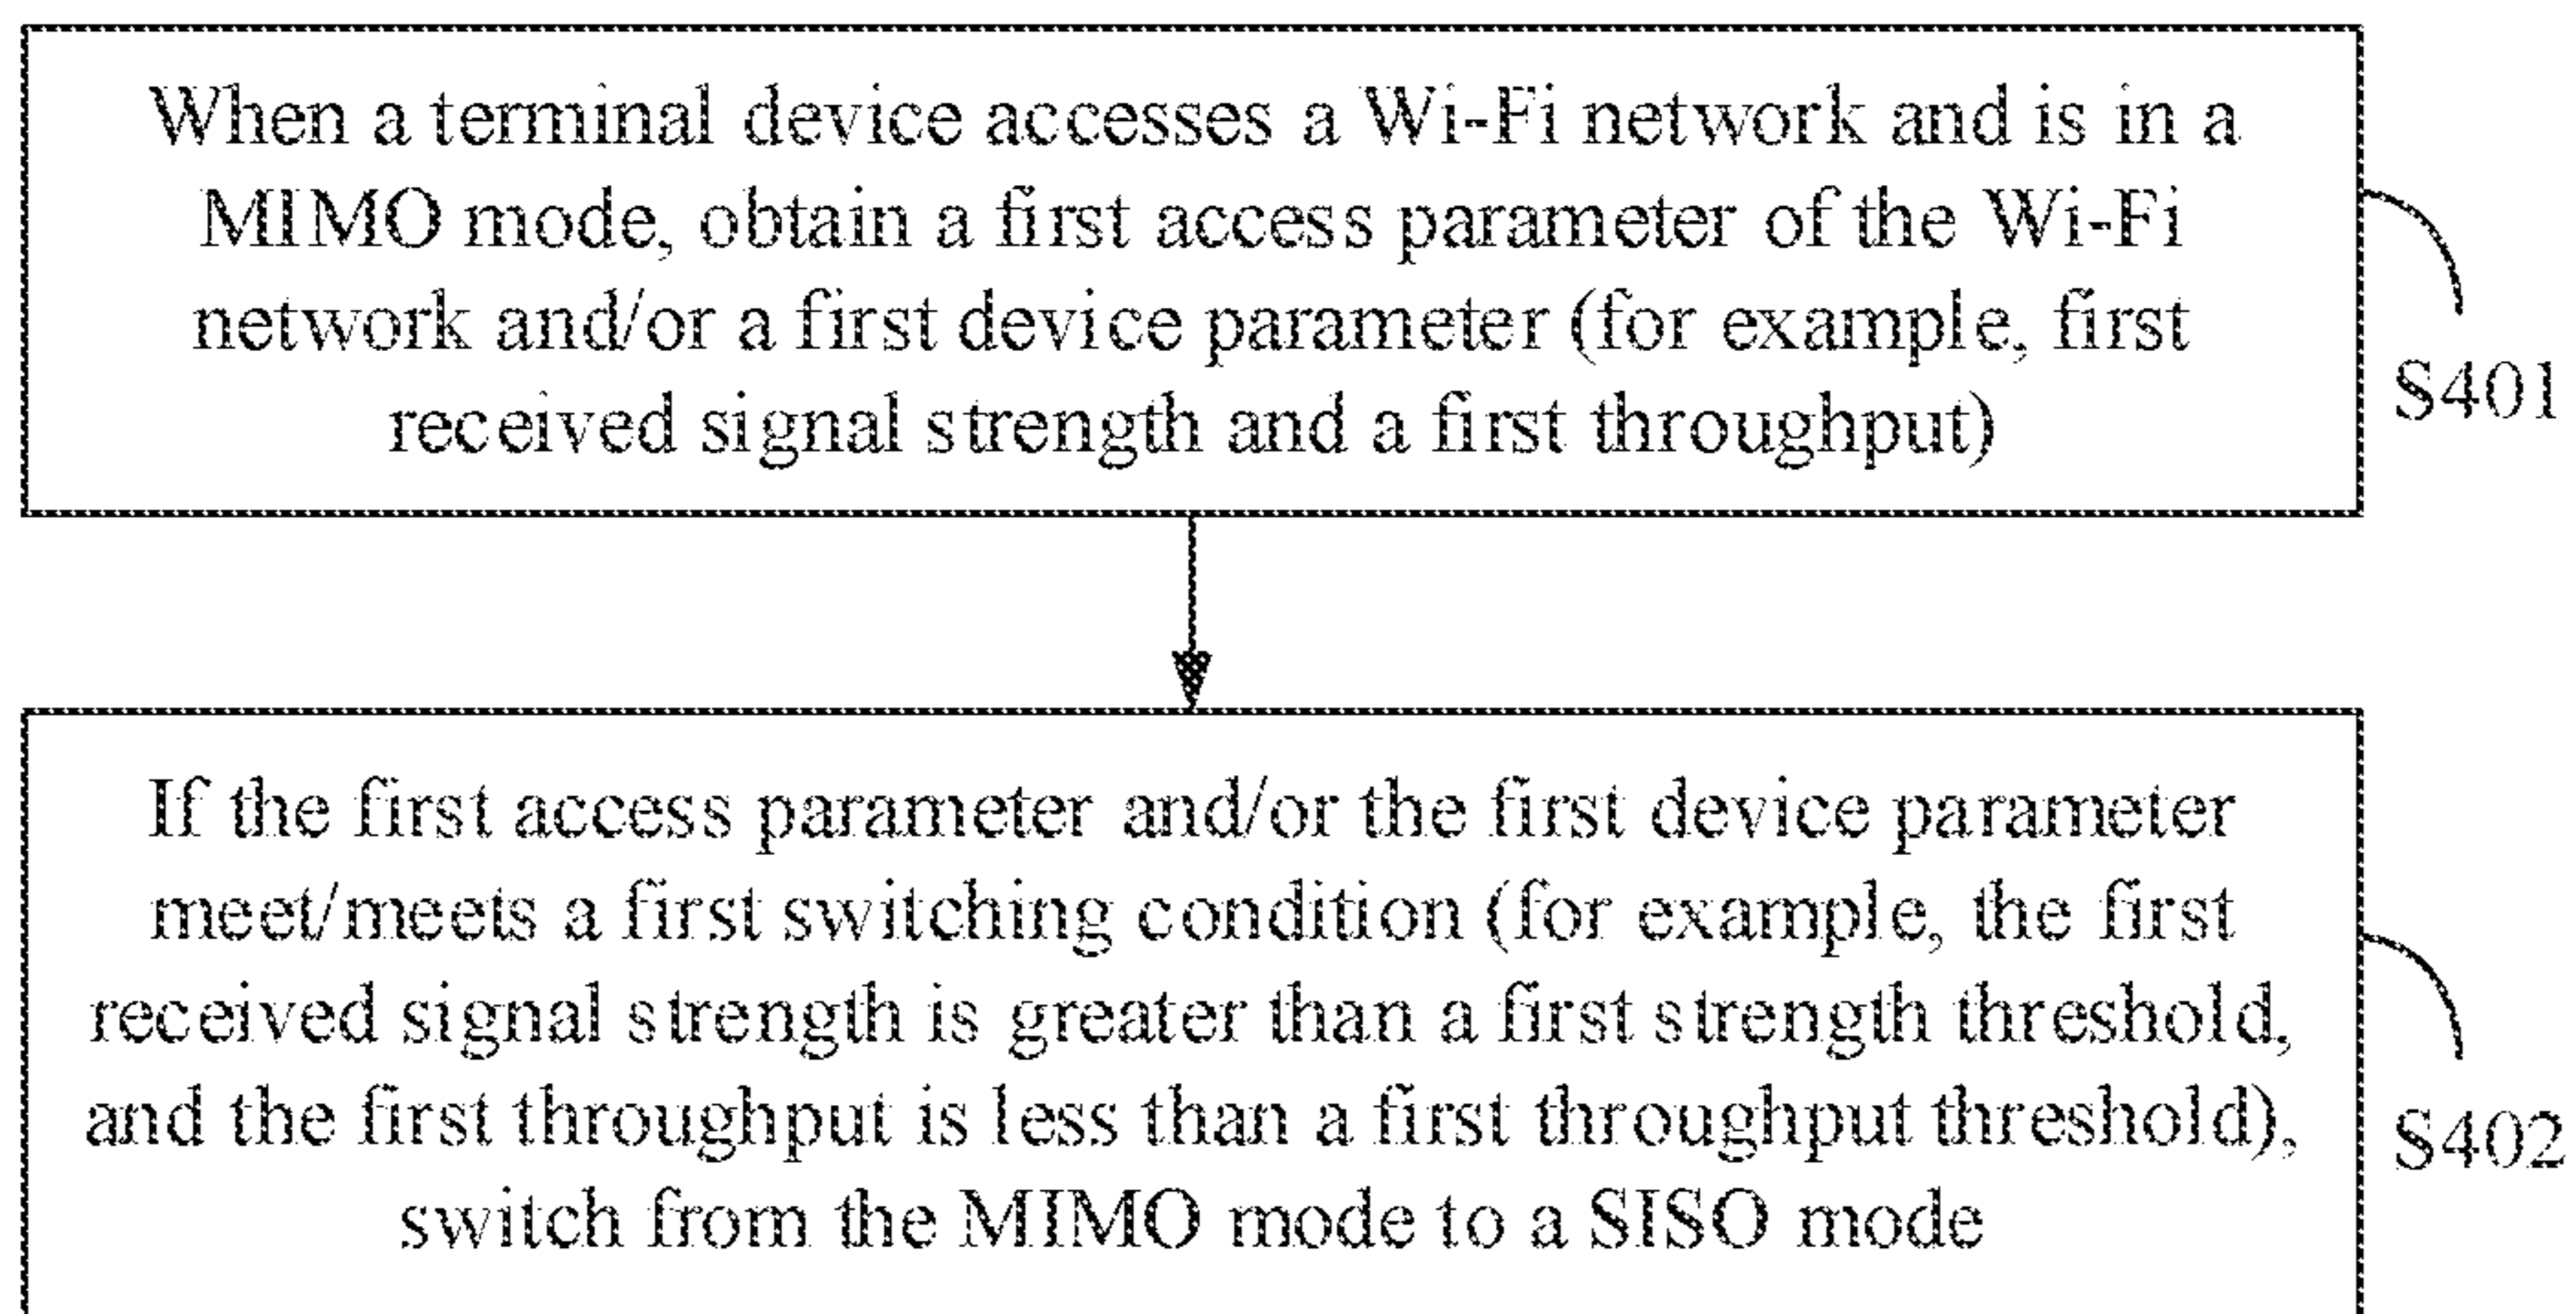 When a terminal device accesses a Wi-Fi network and is in a
MIMO mode, obtain a first access parameter of the Wi-Fi
network and/or a first device parameter (for example, first
received signal strength and a first throughput)
S401
If the first access parameter and/or the first device parameter
meet/meets a first switching condition (for example, the first
received signal strength is greater than a first strength threshold,
and the first throughput is less than a first throughput threshold),
switch from the MIMO mode to a SISO mode
S402